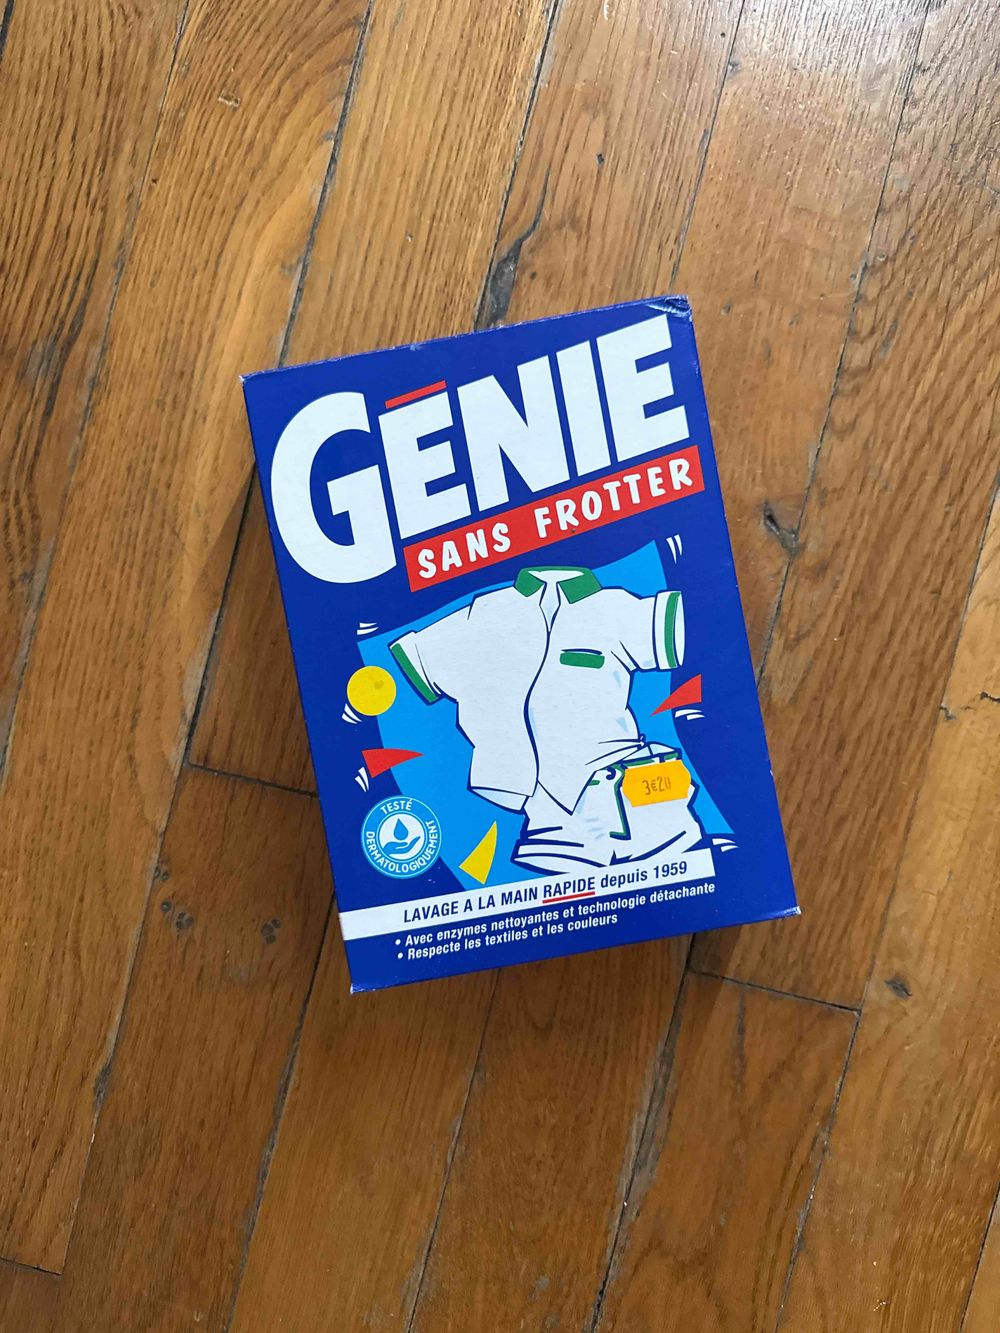 GÉNIE
SANS FROTTER
3€20
TESTÉ
DERMATOLOGIQUEMENT
LAVAGE A LA MAIN RAPIDE depuis 1959
• Avec enzymes nettoyantes et technologie détachante
• Respecte les textiles et les couleurs